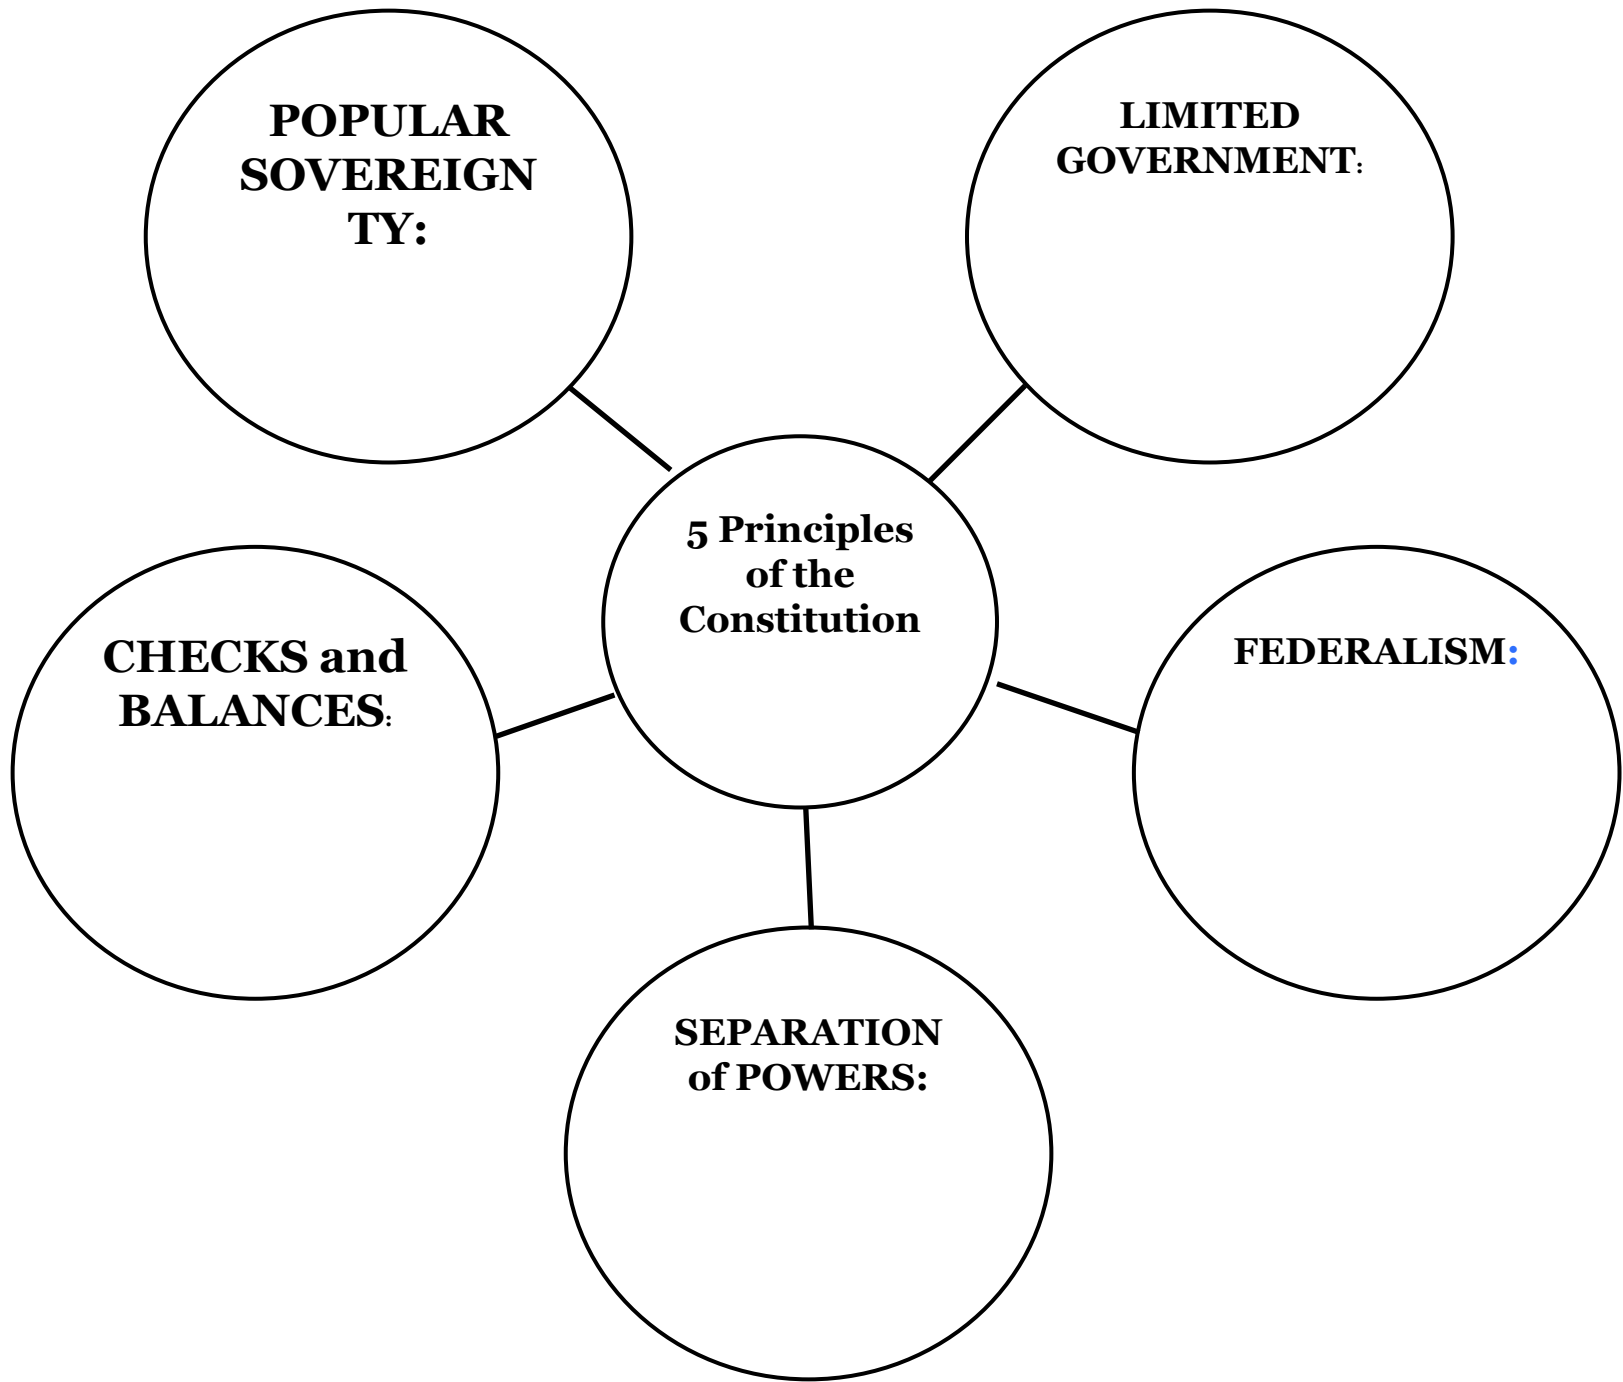 POPULAR
SOVEREIGN
TY:
LIMITED
GOVERNMENT:
5 Principles
of the
Constitution
CHECKS and
BALANCES:
FEDERALISM:
SEPARATION
of POWERS: